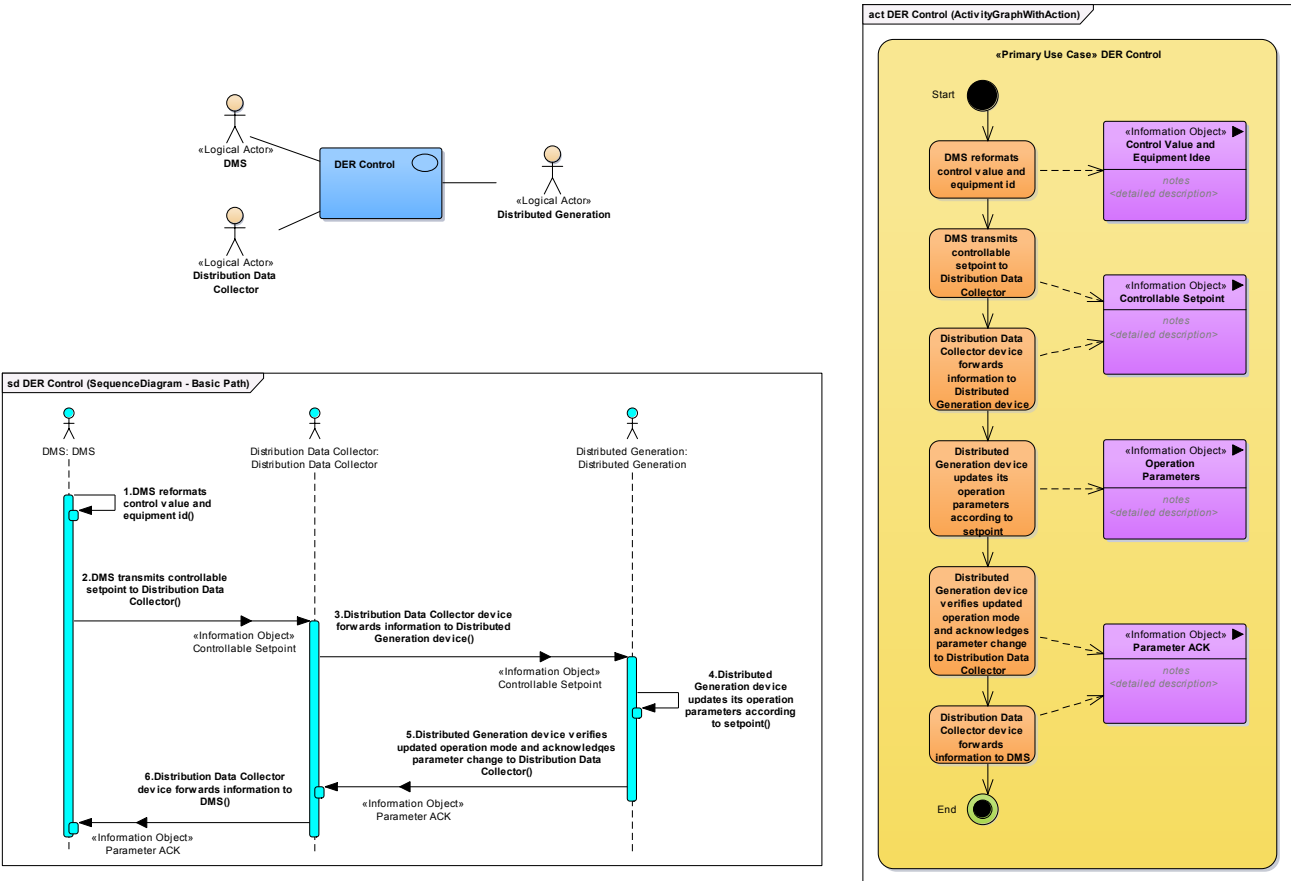 «Logical Actor»
DMS
DER Control
«Logical Actor»
Distributed Generation
«Logical Actor»
Distribution Data
Collector
sd DER Control (SequenceDiagram - Basic Path)
DMS: DMS
Distribution Data Collector:
Distribution Data Collector
Distributed Generation:
Distributed Generation
1.DMS reformats
control value and
equipment id()
2.DMS transmits controllable
setpoint to Distribution Data
Collector()
«Information Object»
Controllable Setpoint
3.Distribution Data Collector device
forwards information to Distributed
Generation device()
«Information Object»
Controllable Setpoint
4.Distributed
Generation device
updates its operation
parameters according
to setpoint()
5.Distributed Generation device verifies
updated operation mode and acknowledges
parameter change to Distribution Data
Collector()
«Information Object»
Parameter ACK
6.Distribution Data Collector
device forwards information to
DMS()
«Information Object»
Parameter ACK
act DER Control (ActivityGraphWithAction)
«Primary Use Case» DER Control
Start
DMS reformats
control value and
equipment id
«Information Object»
Control Value and
Equipment Idee
notes
<detailed description>
DMS transmits
controllable
setpoint to
Distribution Data
Collector
«Information Object»
Controllable Setpoint
notes
<detailed description>
Distribution Data
Collector device
forwards
information to
Distributed
Generation device
Distributed
Generation device
updates its
operation
parameters
according to
setpoint
«Information Object»
Operation
Parameters
notes
<detailed description>
Distributed
Generation device
verifies updated
operation mode
and acknowledges
parameter change
to Distribution Data
Collector
«Information Object»
Parameter ACK
notes
<detailed description>
Distribution Data
Collector device
forwards
information to DMS
End